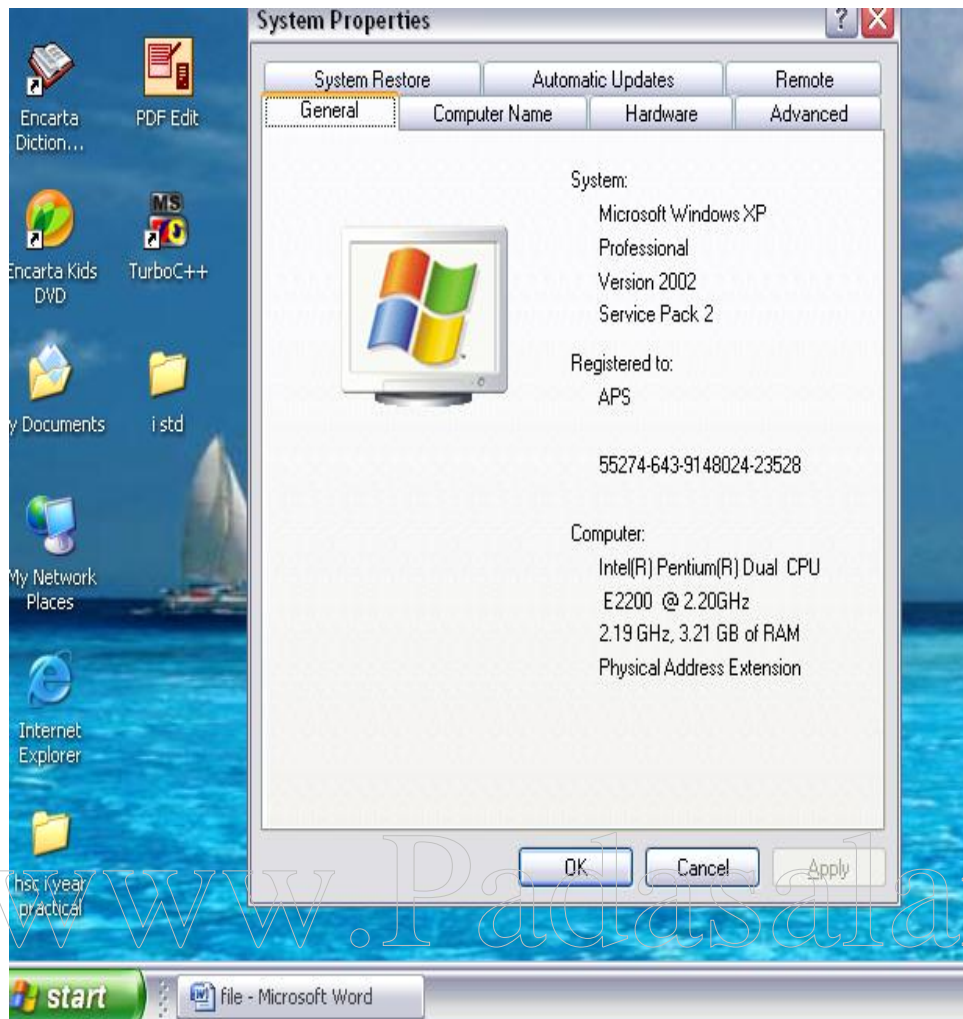 System Properties
System Restore
Automatic Updates
Remote
General
Computer Name
Hardware
Advanced
System:
Microsoft Windows XP
Professional
Version 2002
Service Pack 2
Registered to:
APS
55274-643-9148024-23528
Computer:
Intel(R) Pentium(R) Dual CPU
E2200 @ 2.20GHz
2.19 GHz, 3.21 GB of RAM
Physical Address Extension
OK
Cancel
Apply
Encarta
Diction...
PDF Edit
Encarta Kids
DVD
MS
TurboC++
y Documents
i std
My Network
Places
Internet
Explorer
hsc i year
practical
www.Padasala
start
file - Microsoft Word